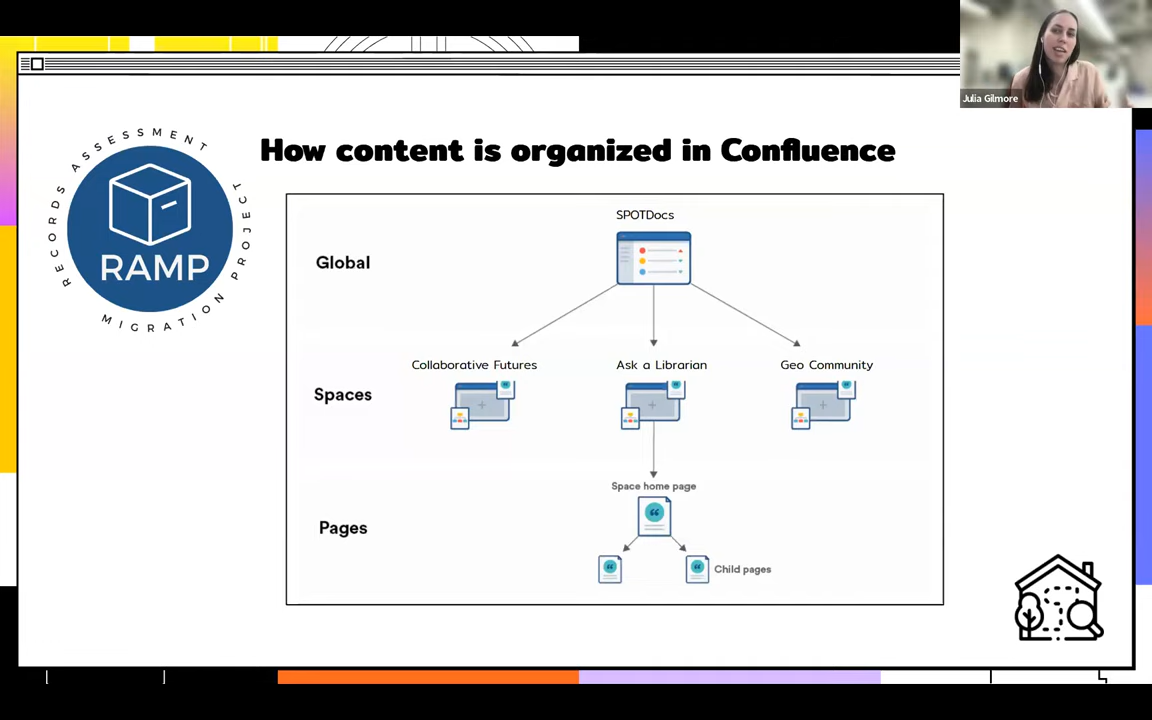 Julia Gilmore
RECORDS ASSESSMENT
MIGRATION PROJECT
RAMP
How content is organized in Confluence
SPOTDocs
Global
Collaborative Futures
Ask a Librarian
Geo Community
Spaces
Space home page
Pages
Child pages